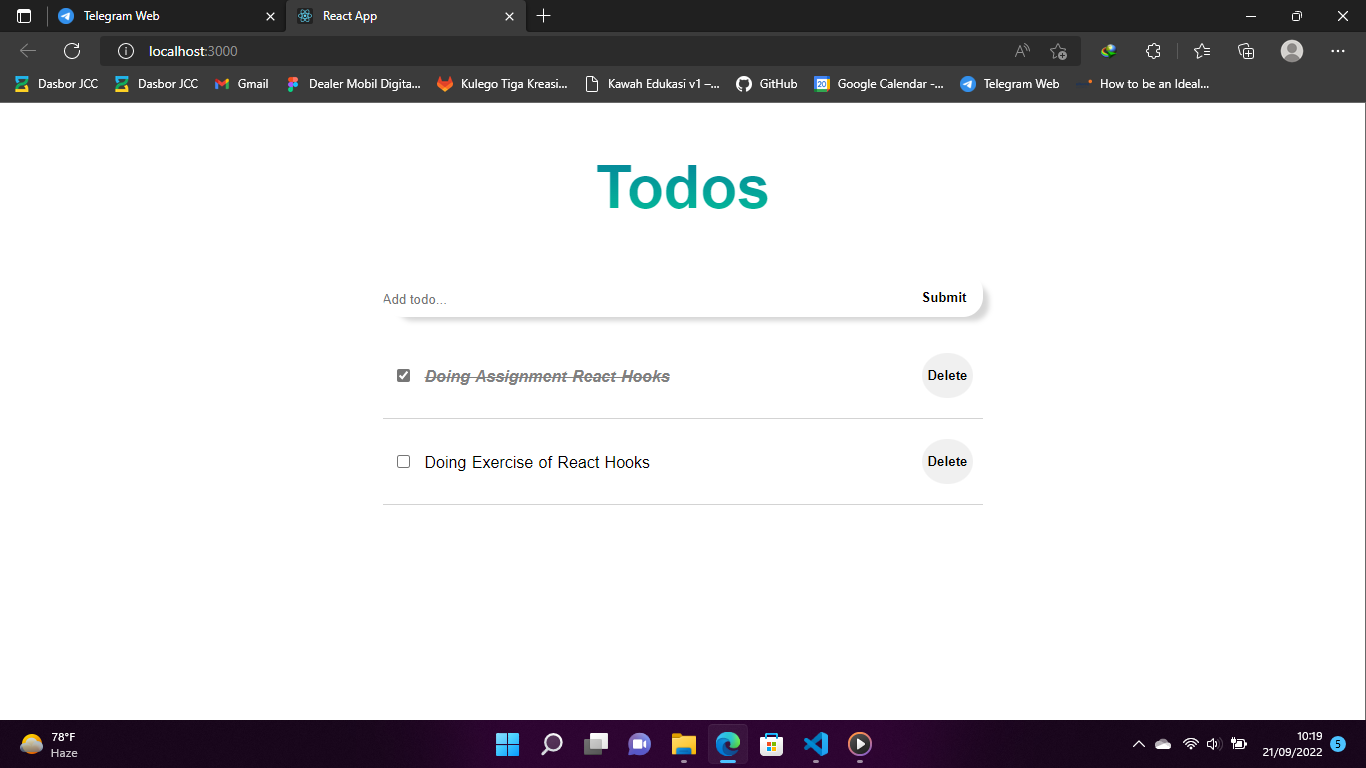 Telegram Web
React App
localhost:3000
Dasbor JCC
Dasbor JCC
Gmail
Dealer Mobil Digita...
Kulego Tiga Kreasi...
Kawah Edukasi v1 –...
GitHub
20
Google Calendar -...
Telegram Web
How to be an Ideal...
Todos
Add todo...
Submit
Doing Assignment React Hooks
Delete
Doing Exercise of React Hooks
Delete
78°F
Haze
10:19
21/09/2022
5